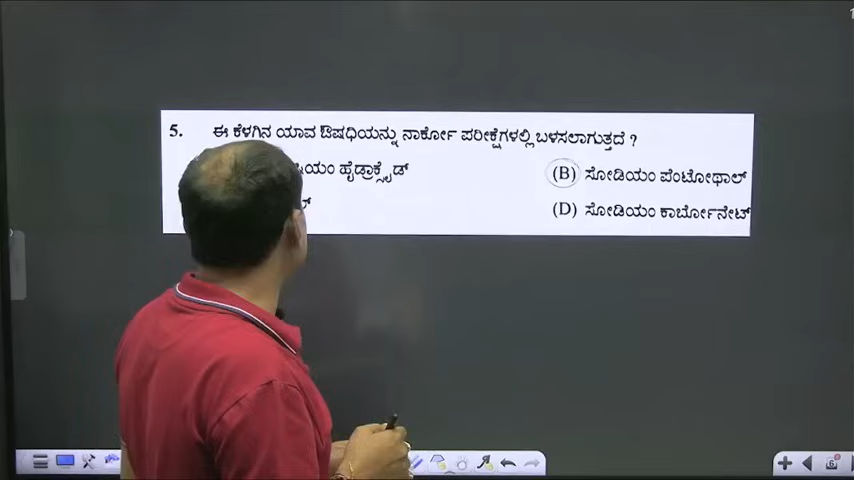 5. ಈ ಕೆಳಗಿನ ಯಾವ ಔಷಧಿಯನ್ನು ನಾರ್ಕೋ ಪರೀಕ್ಷೆಗಳಲ್ಲಿ ಬಳಸಲಾಗುತ್ತದೆ ?
ಹೈಡ್ರಾಕ್ಸೈಡ್
(B) ಸೋಡಿಯಂ ಪೆಂಟೋಥಾಲ್
(D) ಸೋಡಿಯಂ ಕಾರ್ಬೋನೇಟ್